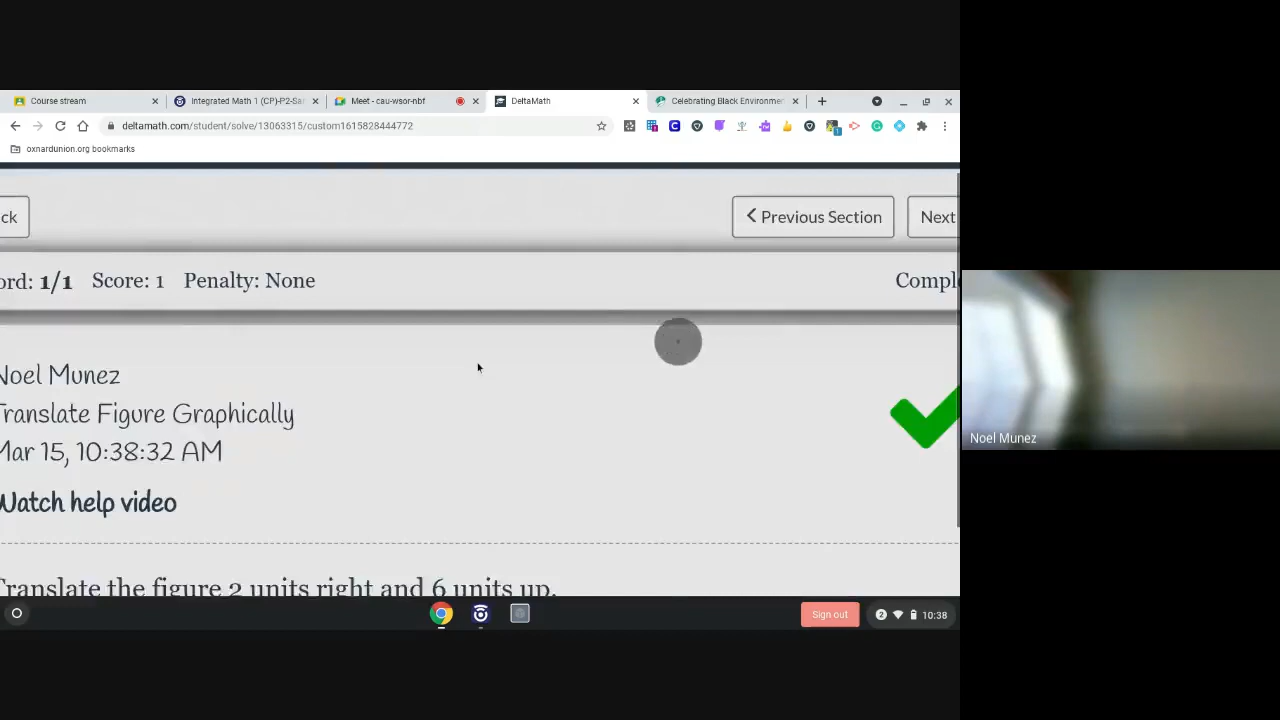 Course stream
Integrated Math 1 (CP)-P2-Sa
Meet - cau-wsor-nbf
DeltaMath
Celebrating Black Environme
deltamath.com/student/solve/13063315/custom1615828444772
oxnardunion.org bookmarks
ck
Previous Section
Next
ord: 1/1 Score: 1 Penalty: None
Compl
Noel Munez
Translate Figure Graphically
Mar 15, 10:38:32 AM
Watch help video
Translate the figure 2 units right and 6 units up.
Sign out
2
10:38
Noel Munez